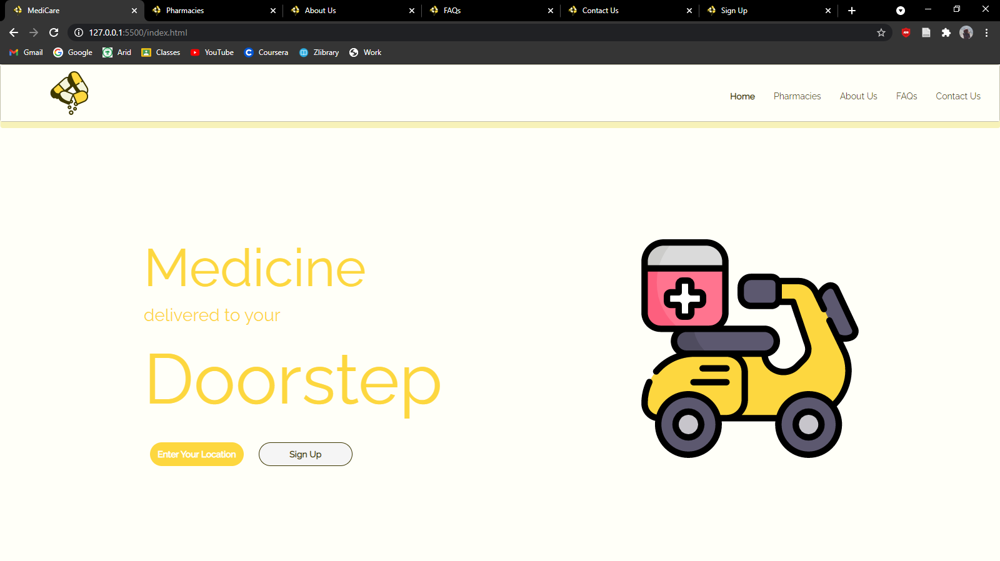 MediCare Pharmacies About Us FAQs Contact Us Sign Up
127.0.0.1:5500/index.html
Gmail Google Arid Classes YouTube Coursera Zlibrary Work
Home Pharmacies About Us FAQs Contact Us
Medicine
delivered to your
Doorstep
Enter Your Location Sign Up